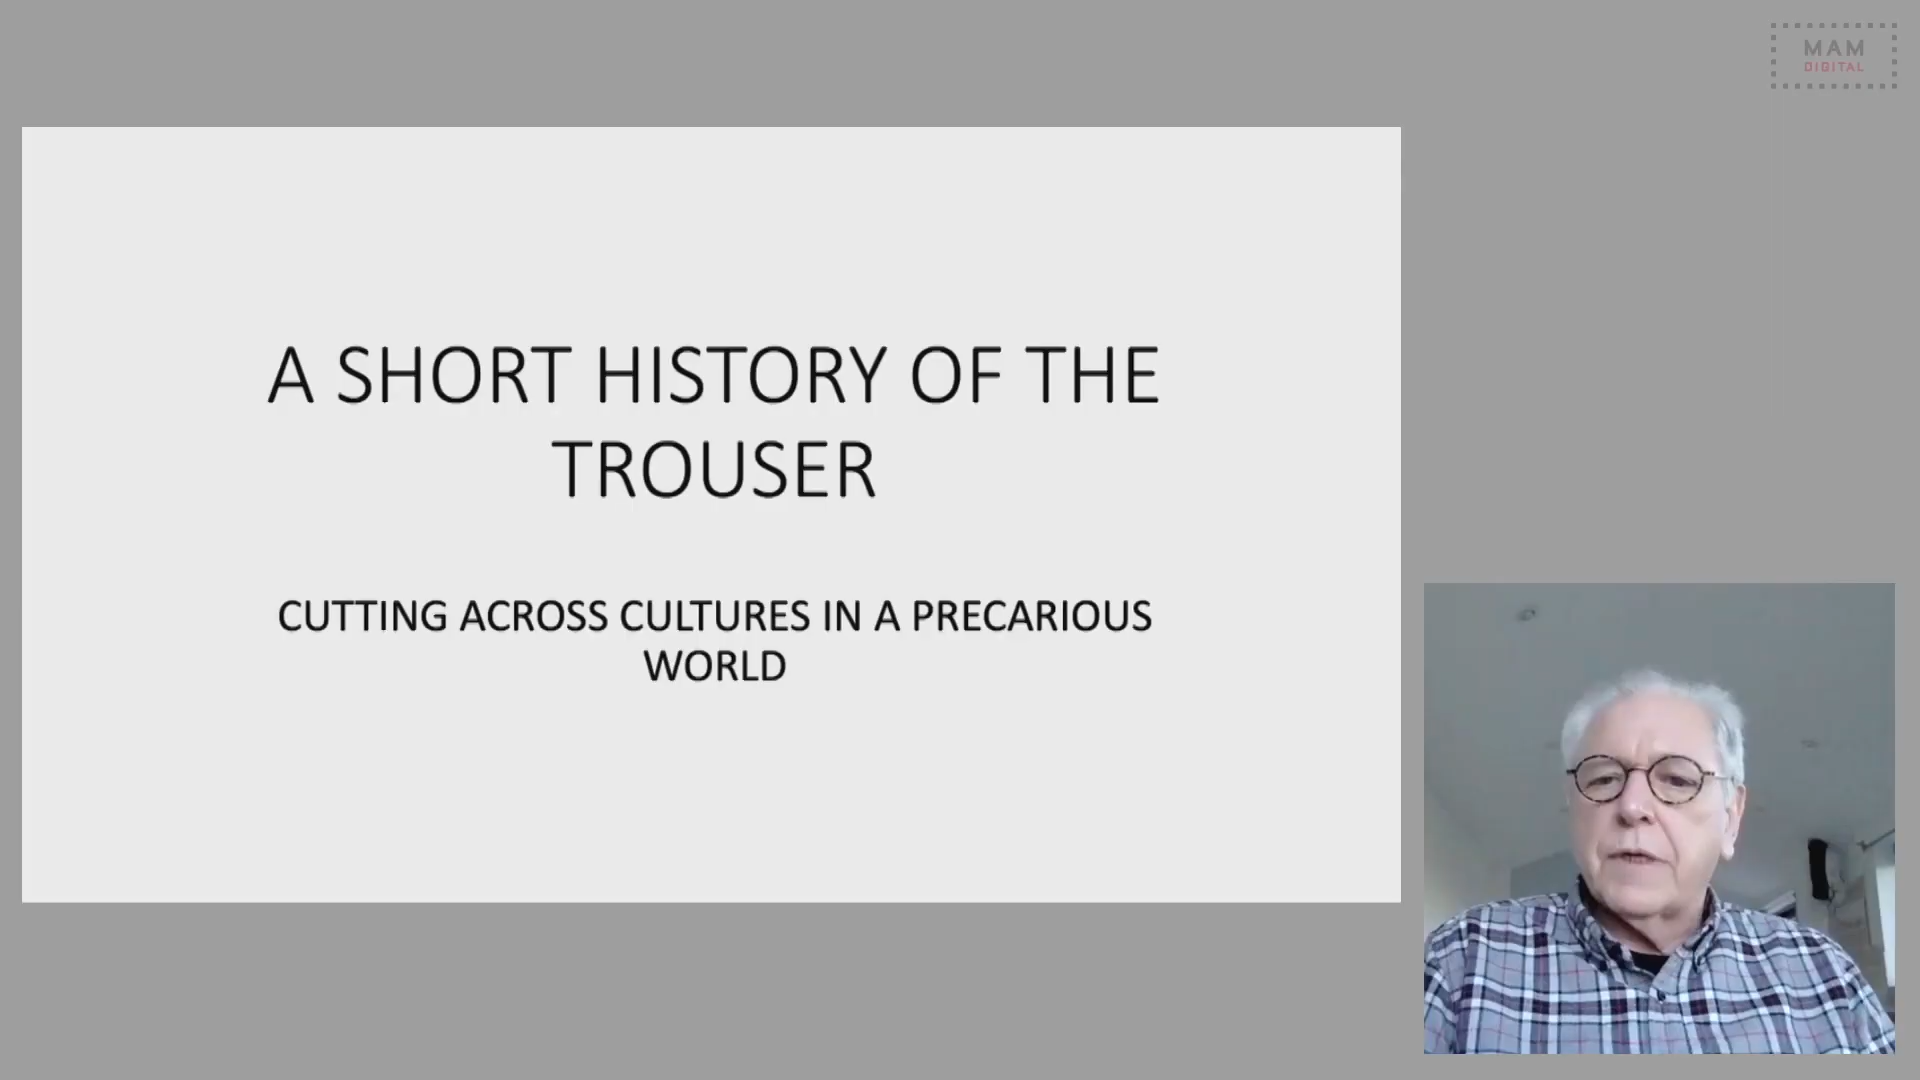 MAM
DIGITAL
A SHORT HISTORY OF THE
TROUSER
CUTTING ACROSS CULTURES IN A PRECARIOUS
WORLD